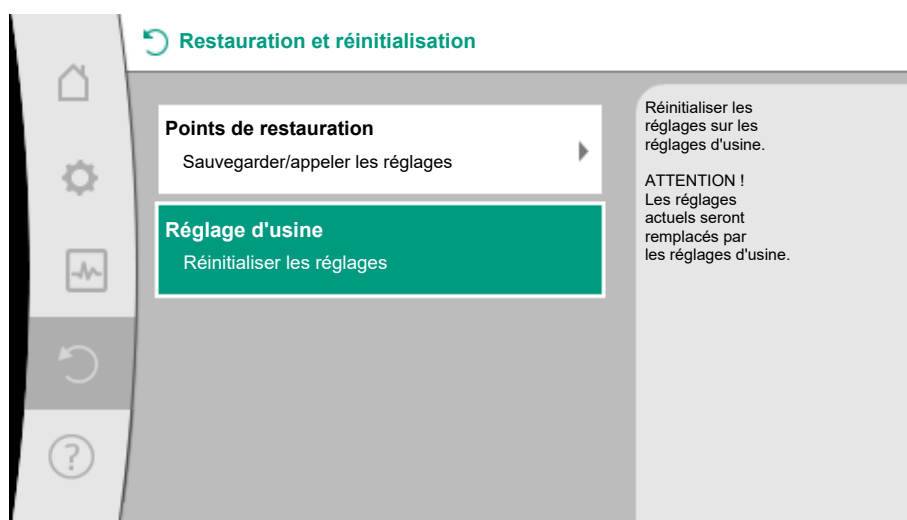 Restauration et réinitialisation
Points de restauration
Sauvegarder/appeler les réglages
Réglage d'usine
Réinitialiser les réglages
Réinitialiser les
réglages sur les
réglages d'usine.
ATTENTION !
Les réglages
actuels seront
remplacés par
les réglages d'usine.
?